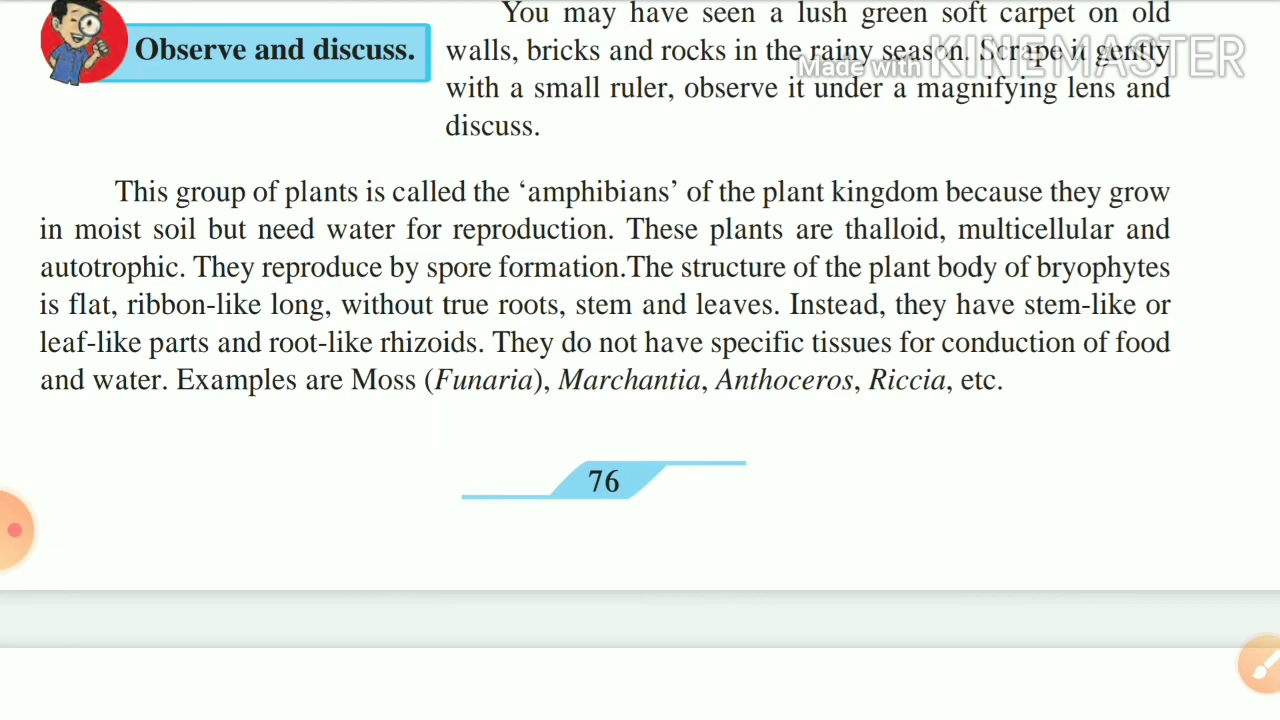 You may have seen a lush green soft carpet on old
Observe and discuss.
walls, bricks and rocks in the rainy season. Scrape it gently
Made with KINEMASTER
with a small ruler, observe it under a magnifying lens and
discuss.
This group of plants is called the ‘amphibians’ of the plant kingdom because they grow
in moist soil but need water for reproduction. These plants are thalloid, multicellular and
autotrophic. They reproduce by spore formation.The structure of the plant body of bryophytes
is flat, ribbon-like long, without true roots, stem and leaves. Instead, they have stem-like or
leaf-like parts and root-like rhizoids. They do not have specific tissues for conduction of food
and water. Examples are Moss (Funaria), Marchantia, Anthoceros, Riccia, etc.
76